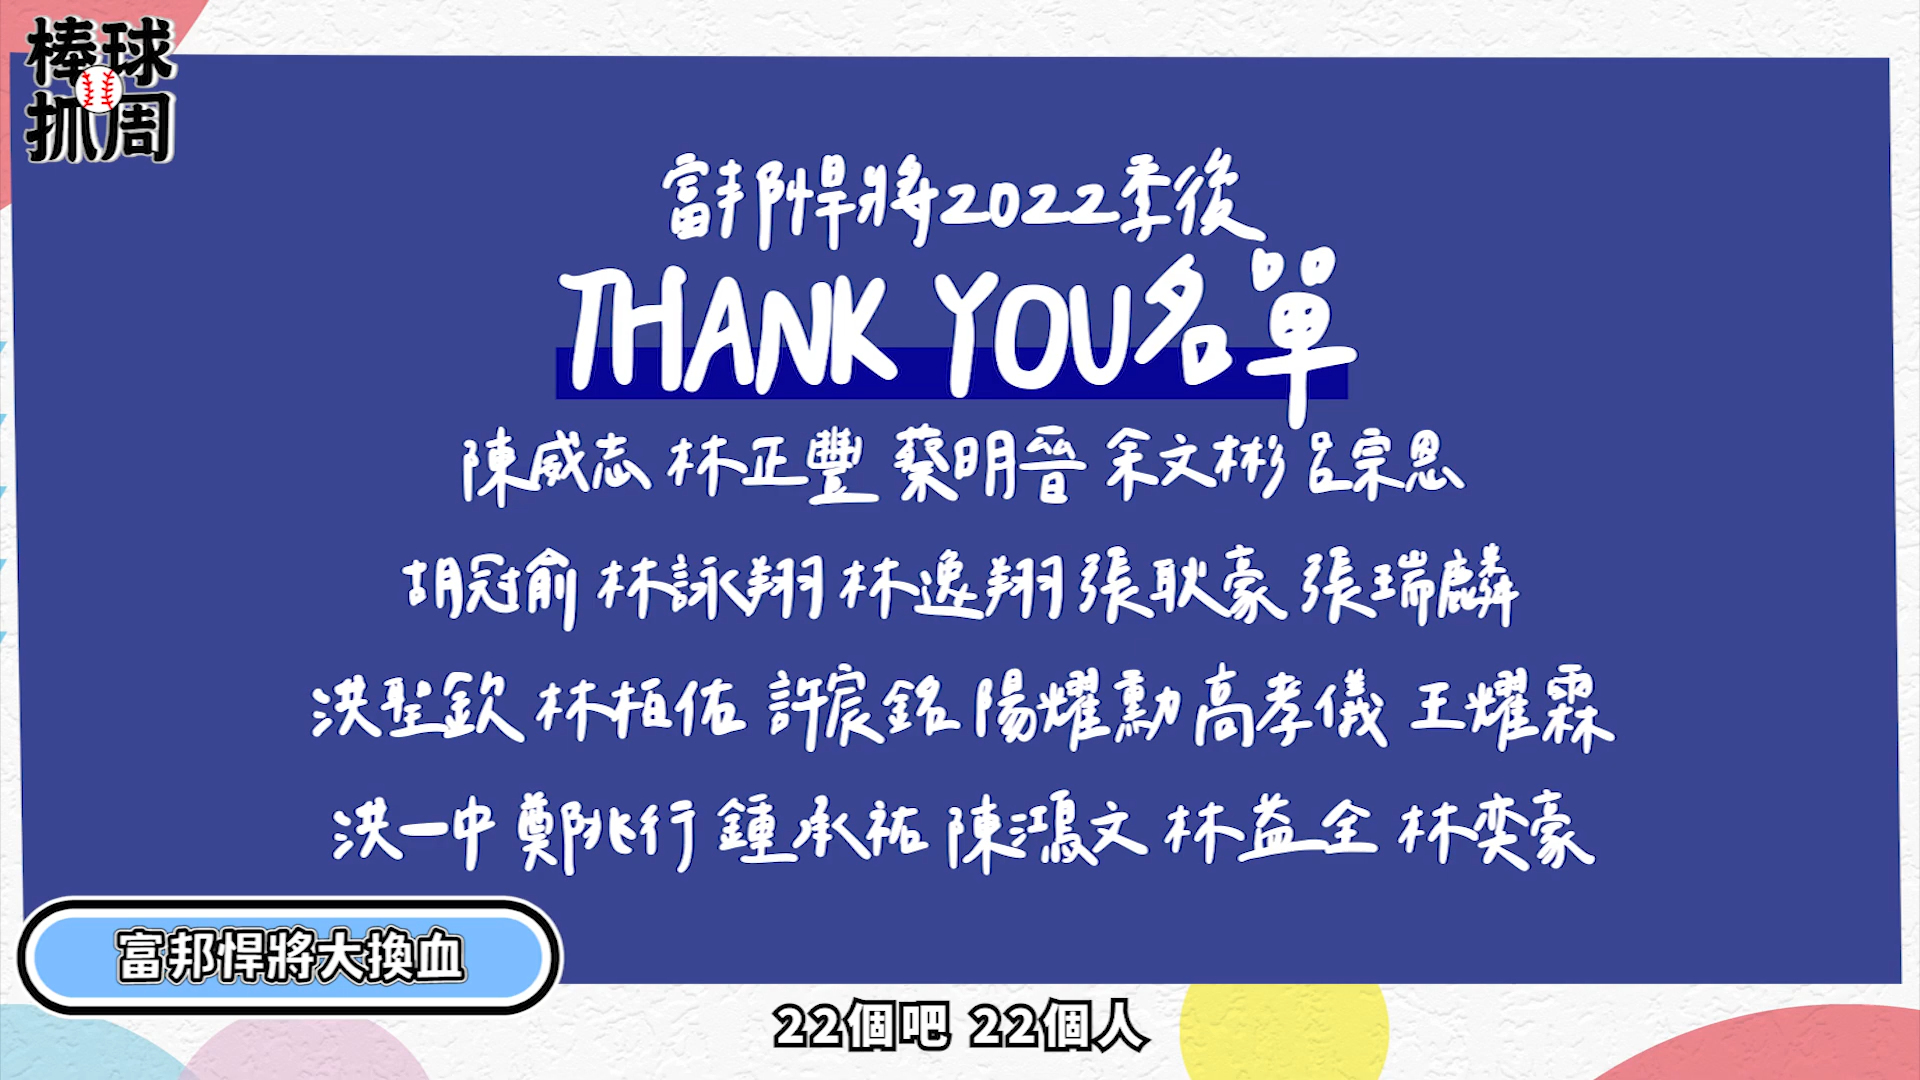 棒球
抓周
富邦悍將2022季後
THANK YOU名單
陳威志 林正豐 蔡明晉 余文彬 呂宗恩
胡冠俞 林詠翔 林逸翔 張耿豪 張瑞麟
洪聖欽 林栢佑 許宸銘 陽耀勳 高孝儀 王耀霖
洪一中 鄭兆行 鍾承祐 陳鴻文 林益全 林奕豪
富邦悍將大換血
22個吧 22個人